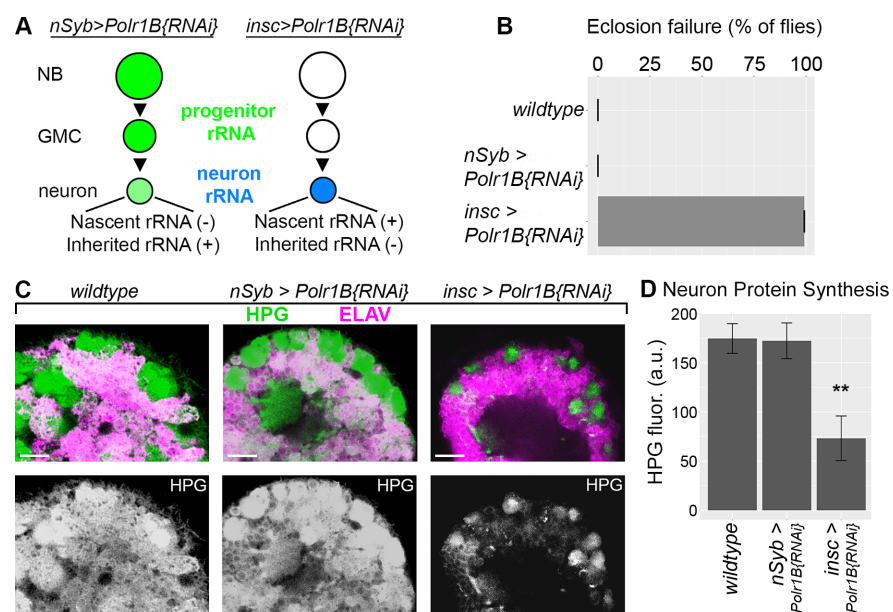 A
nSyb>Polr1B{RNAi}
insc>Polr1B{RNAi}
NB
GMC
neuron
progenitor
rRNA
neuron
rRNA
Nascent rRNA (-)
Inherited rRNA (+)
Nascent rRNA (+)
Inherited rRNA (-)
B
Eclosion failure (% of flies)
0 25 50 75 100
wildtype
nSyb >
Polr1B{RNAi}
insc >
Polr1B{RNAi}
C
wildtype
nSyb > Polr1B{RNAi}
insc > Polr1B{RNAi}
HPG ELAV
HPG
HPG
HPG
D Neuron Protein Synthesis
HPG fluor. (a.u.)
200
150
100
50
0
**
wildtype
nSyb >
Polr1B{RNAi}
insc >
Polr1B{RNAi}